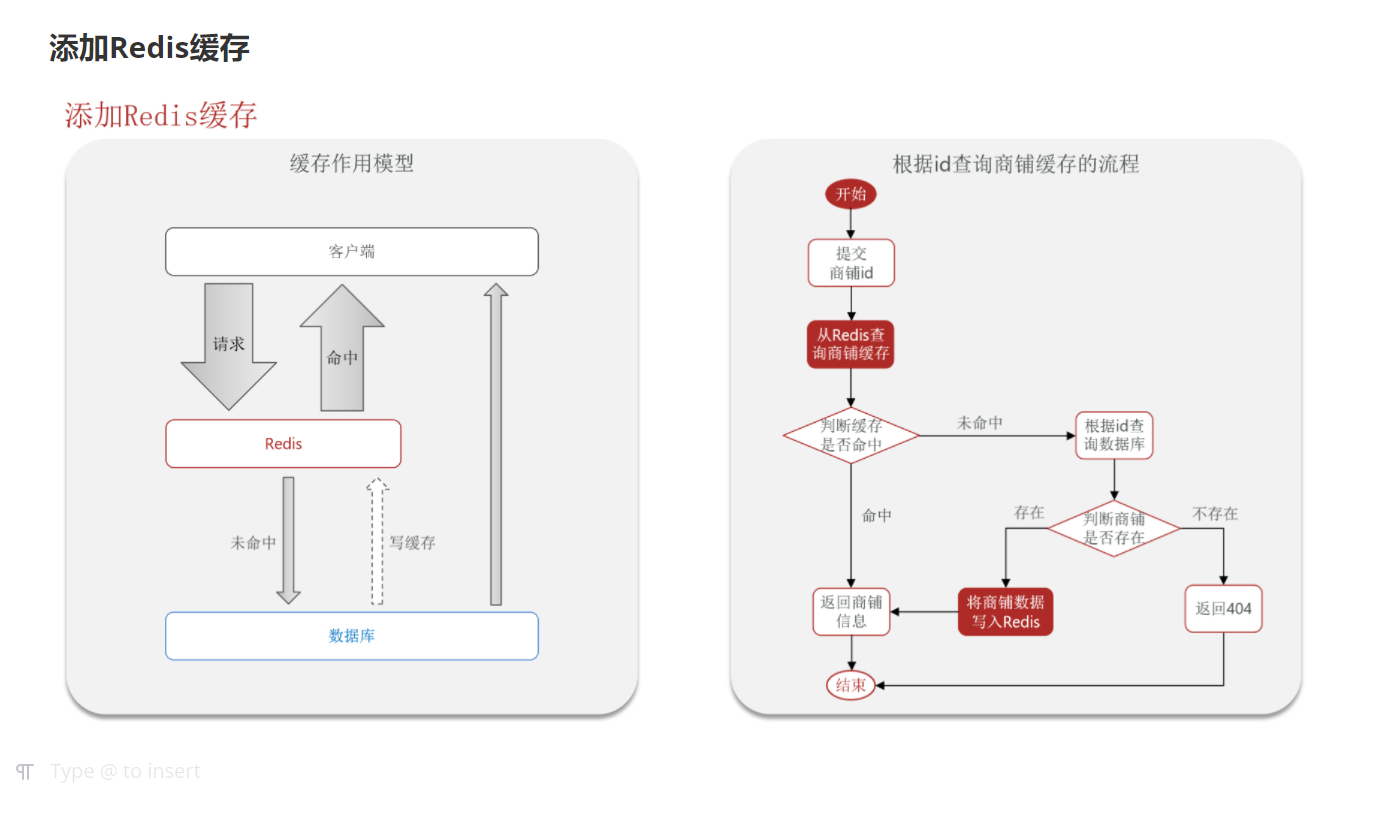 添加Redis缓存
添加Redis缓存
缓存作用模型
客户端
请求
命中
Redis
未命中
写缓存
数据库
根据id查询商铺缓存的流程
开始
提交
商铺id
从Redis查
询商铺缓存
判断缓存
是否命中
未命中
根据id查
询数据库
命中
存在
判断商铺
是否存在
不存在
返回商铺
信息
将商铺数据
写入Redis
返回404
结束
Type @ to insert